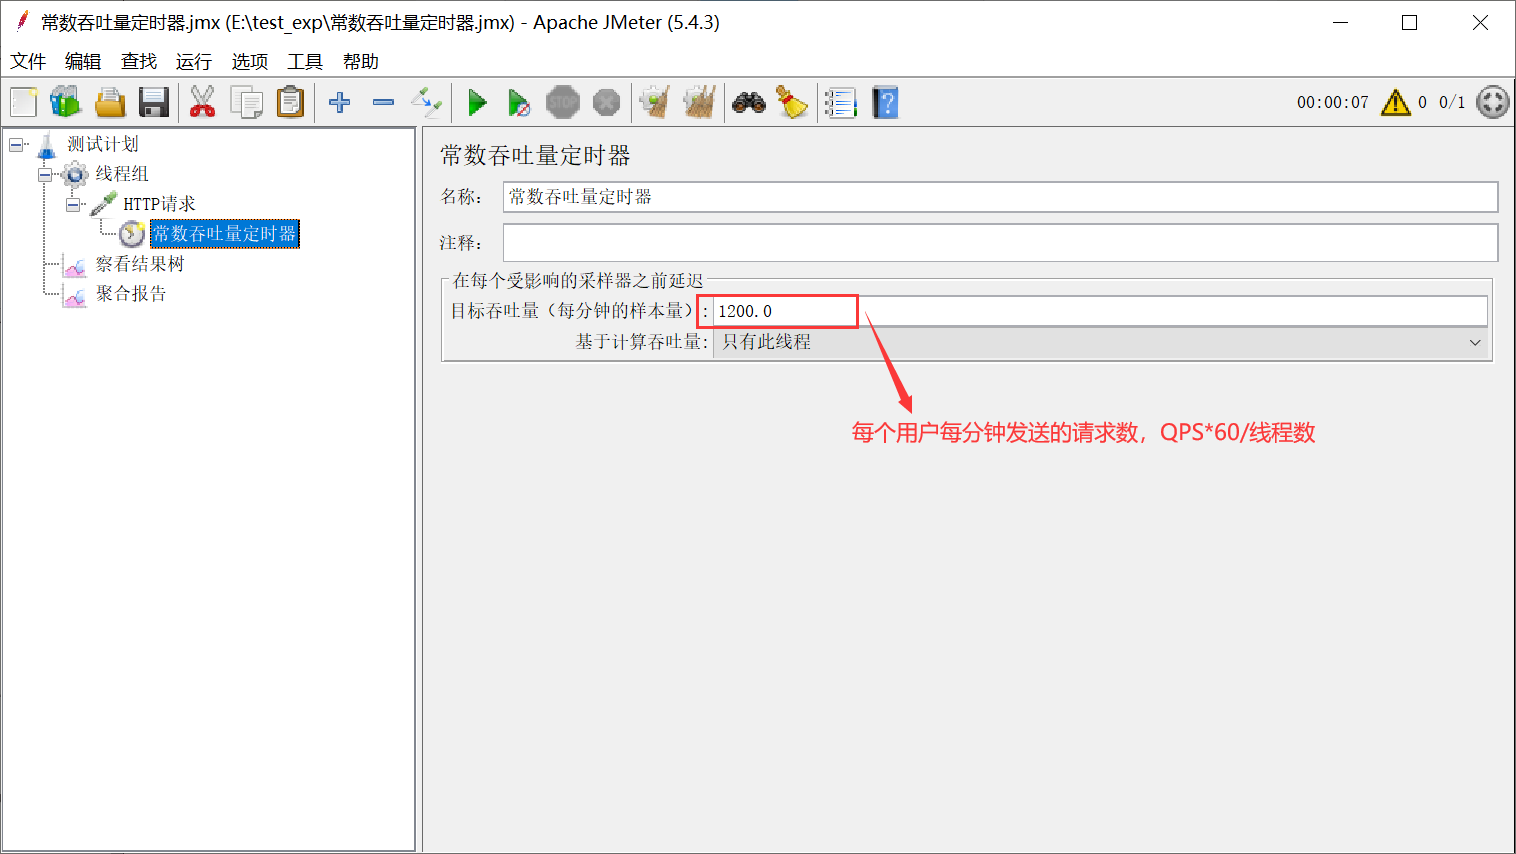 常数吞吐量定时器.jmx (E:\test_exp\常数吞吐量定时器.jmx) - Apache JMeter (5.4.3)
文件 编辑 查找 运行 选项 工具 帮助
STOP
00:00:07 0 0/1
测试计划
线程组
HTTP请求
常数吞吐量定时器
察看结果树
聚合报告
常数吞吐量定时器
名称： 常数吞吐量定时器
注释：
在每个受影响的采样器之前延迟
目标吞吐量（每分钟的样本量）: 1200.0
基于计算吞吐量: 只有此线程
每个用户每分钟发送的请求数，QPS*60/线程数